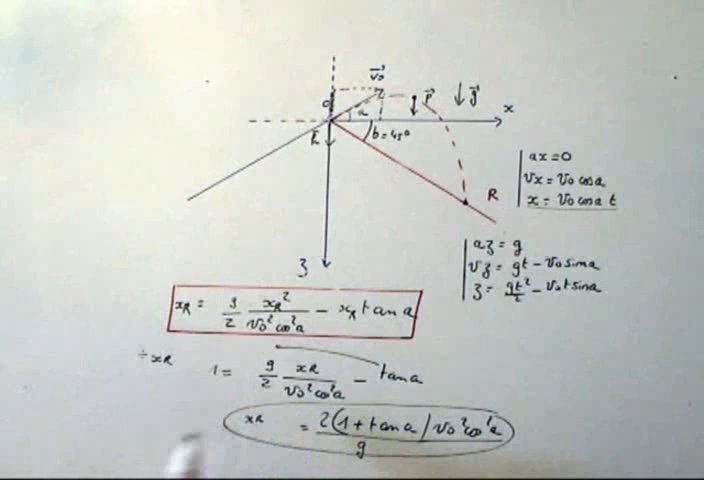 v₀
O
a
P
g
x
b = 45°
k
R
ax = 0
vx = v₀ cos a
x = v₀ cos a t
z
az = g
vz = gt - v₀ sin a
z = gt²/2 - v₀ t sin a
xR = g/2 xR²/v₀² cos² a - xR tan a
÷ xR 1 = g/2 xR/v₀² cos² a - tan a
xR = 2(1 + tan a) v₀² cos² a / g